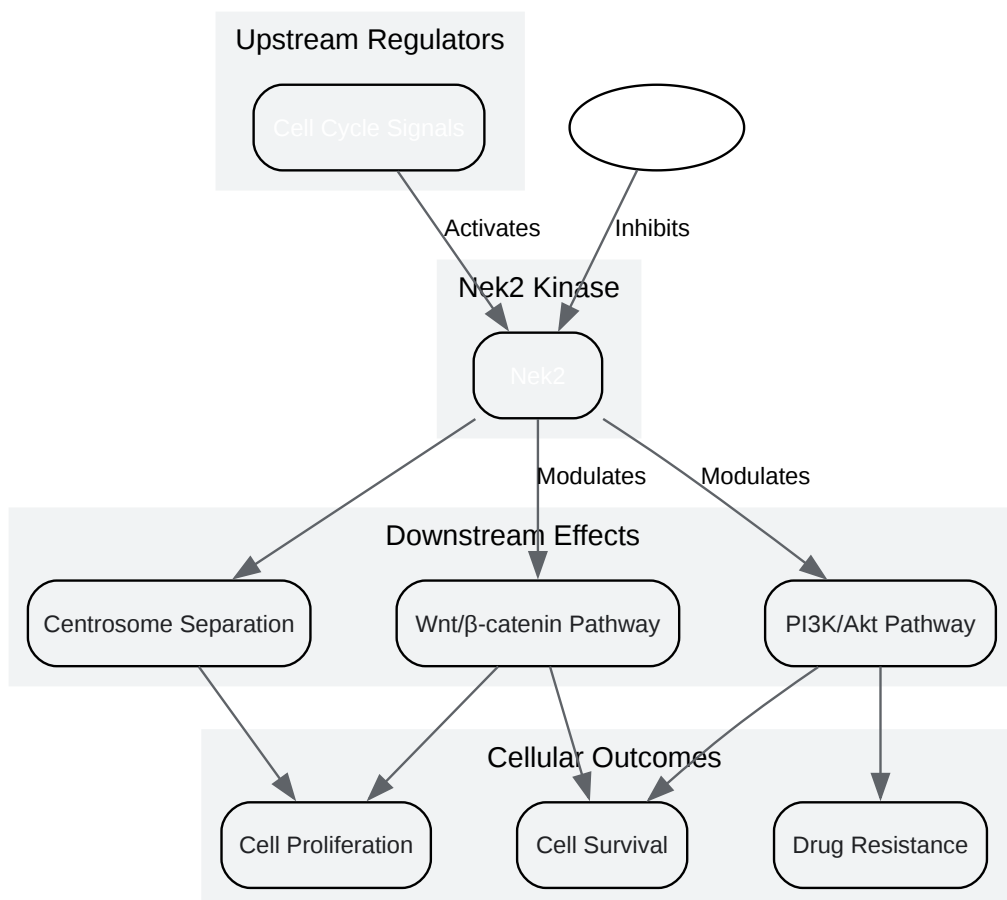 Upstream Regulators
Cell Cycle Signals
Activates
Inhibits
Nek2 Kinase
Nek2
Modulates
Modulates
Downstream Effects
Centrosome Separation
Wnt/β-catenin Pathway
PI3K/Akt Pathway
Cellular Outcomes
Cell Proliferation
Cell Survival
Drug Resistance